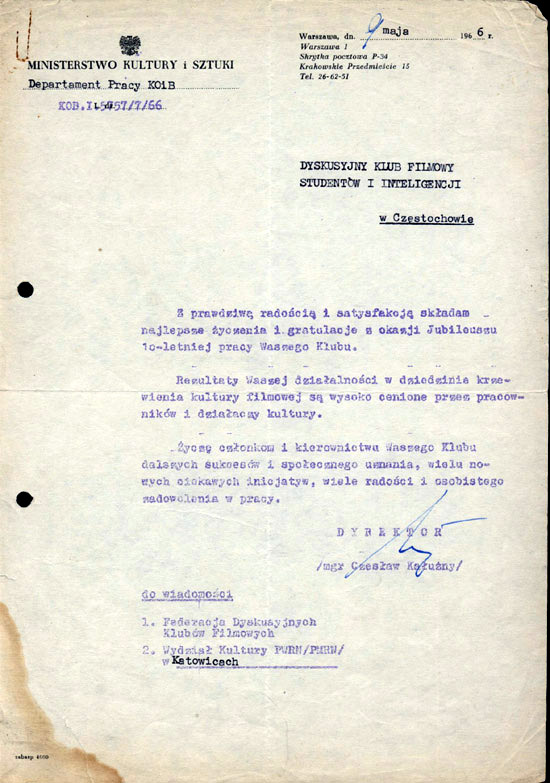 MINISTERSTWO KULTURY i SZTUKI
Departament Pracy KOiB
KOB.I 5457/7/66
Warszawa, dn. 9 maja 1966 r.
Warszawa 1
Skrytka pocztowa P-34
Krakowskie Przedmieście 15
Tel. 26-62-51
DYSKUSYJNY KLUB FILMOWY
STUDENTÓW I INTELIGENCJI
w Częstochowie
Z prawdziwą radością i satysfakcją składam
najlepsze życzenia i gratulacje z okazji Jubileuszu
10-letniej pracy Waszego Klubu.
Rezultaty Waszej działalności w dziedzinie krze-
wienia kultury filmowej są wysoko cenione przez pracow-
ników i działaczy kultury.
Życzę członkom i kierownictwu Waszego Klubu
dalszych sukcesów i społecznego uznania, wielu no-
wych ciekawych inicjatyw, wiele radości i osobistego
zadowolenia w pracy.
DYREKTOR
/mgr Czesław Kałużny/
do wiadomości
1. Federacja Dyskusyjnych
Klubów Filmowych
2. Wydział Kultury PWRN/PMRN/
w Katowicach